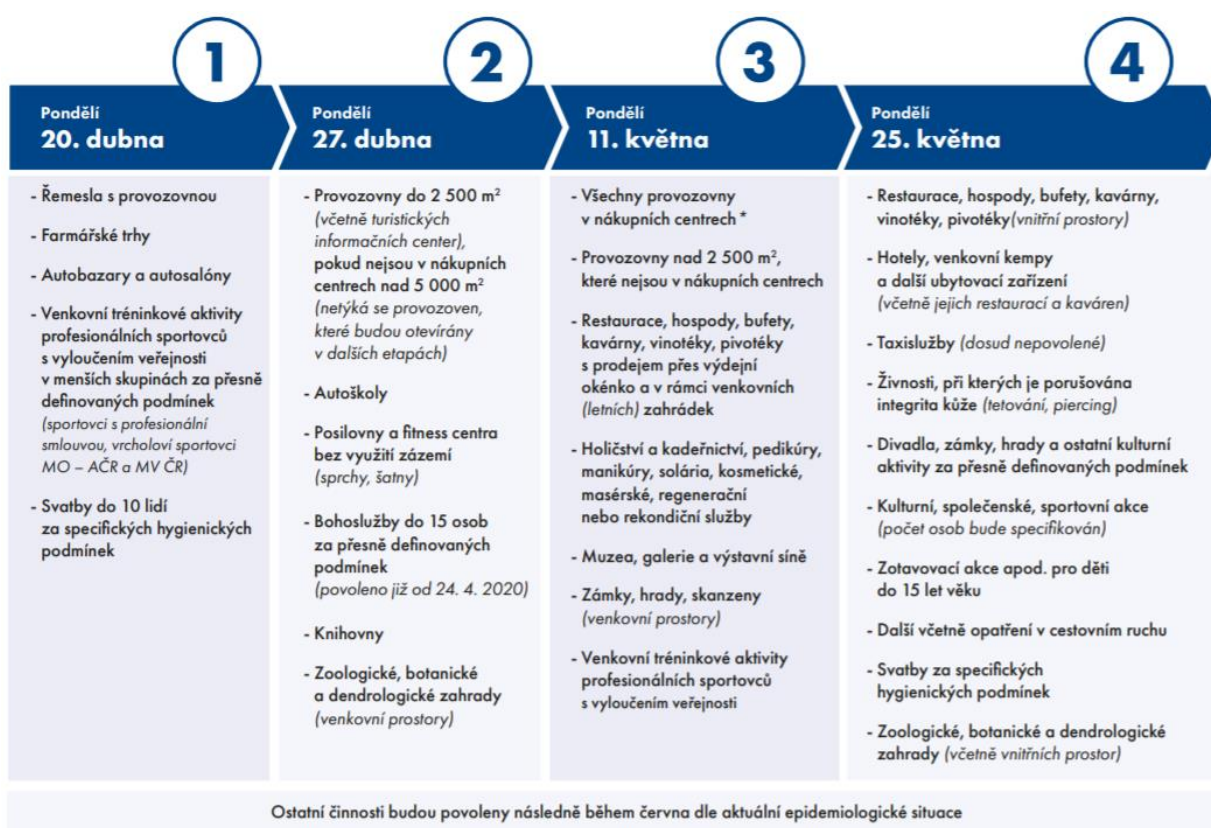 1
Pondělí
20. dubna
- Řemesla s provozovnou
- Farmářské trhy
- Autobazary a autosalóny
- Venkovní tréninkové aktivity
profesionálních sportovců
s vyloučením veřejnosti
v menších skupinách za přesně
definovaných podmínek
(sportovci s profesionální
smlouvou, vrcholoví sportovci
MO – AČR a MV ČR)
- Svatby do 10 lidí
za specifických hygienických
podmínek
2
Pondělí
27. dubna
- Provozovny do 2 500 m²
(včetně turistických
informačních center),
pokud nejsou v nákupních
centrech nad 5 000 m²
(netýká se provozoven,
které budou otevírány
v dalších etapách)
- Autoškoly
- Posilovny a fitness centra
bez využití zázemí
(sprchy, šatny)
- Bohoslužby do 15 osob
za přesně definovaných
podmínek
(povoleno již od 24. 4. 2020)
- Knihovny
- Zoologické, botanické
a dendrologické zahrady
(venkovní prostory)
3
Pondělí
11. května
- Všechny provozovny
v nákupních centrech *
- Provozovny nad 2 500 m²,
které nejsou v nákupních centrech
- Restaurace, hospody, bufety,
kavárny, vinotéky, pivotéky
s prodejem přes výdejní
okénko a v rámci venkovních
(letních) zahrádek
- Holičství a kadeřnictví, pedikúry,
manikúry, solária, kosmetické,
masérské, regenerační
nebo rekondiční služby
- Muzea, galerie a výstavní síně
- Zámky, hrady, skanzeny
(venkovní prostory)
- Venkovní tréninkové aktivity
profesionálních sportovců
s vyloučením veřejnosti
4
Pondělí
25. května
- Restaurace, hospody, bufety, kavárny,
vinotéky, pivotéky(vnitřní prostory)
- Hotely, venkovní kempy
a další ubytovací zařízení
(včetně jejich restaurací a kaváren)
- Taxislužby (dosud nepovolené)
- Živnosti, při kterých je porušována
integrita kůže (tetování, piercing)
- Divadla, zámky, hrady a ostatní kulturní
aktivity za přesně definovaných podmínek
- Kulturní, společenské, sportovní akce
(počet osob bude specifikován)
- Zotavovací akce apod. pro děti
do 15 let věku
- Další včetně opatření v cestovním ruchu
- Svatby za specifických
hygienických podmínek
- Zoologické, botanické a dendrologické
zahrady (včetně vnitřních prostor)
Ostatní činnosti budou povoleny následně během června dle aktuální epidemiologické situace